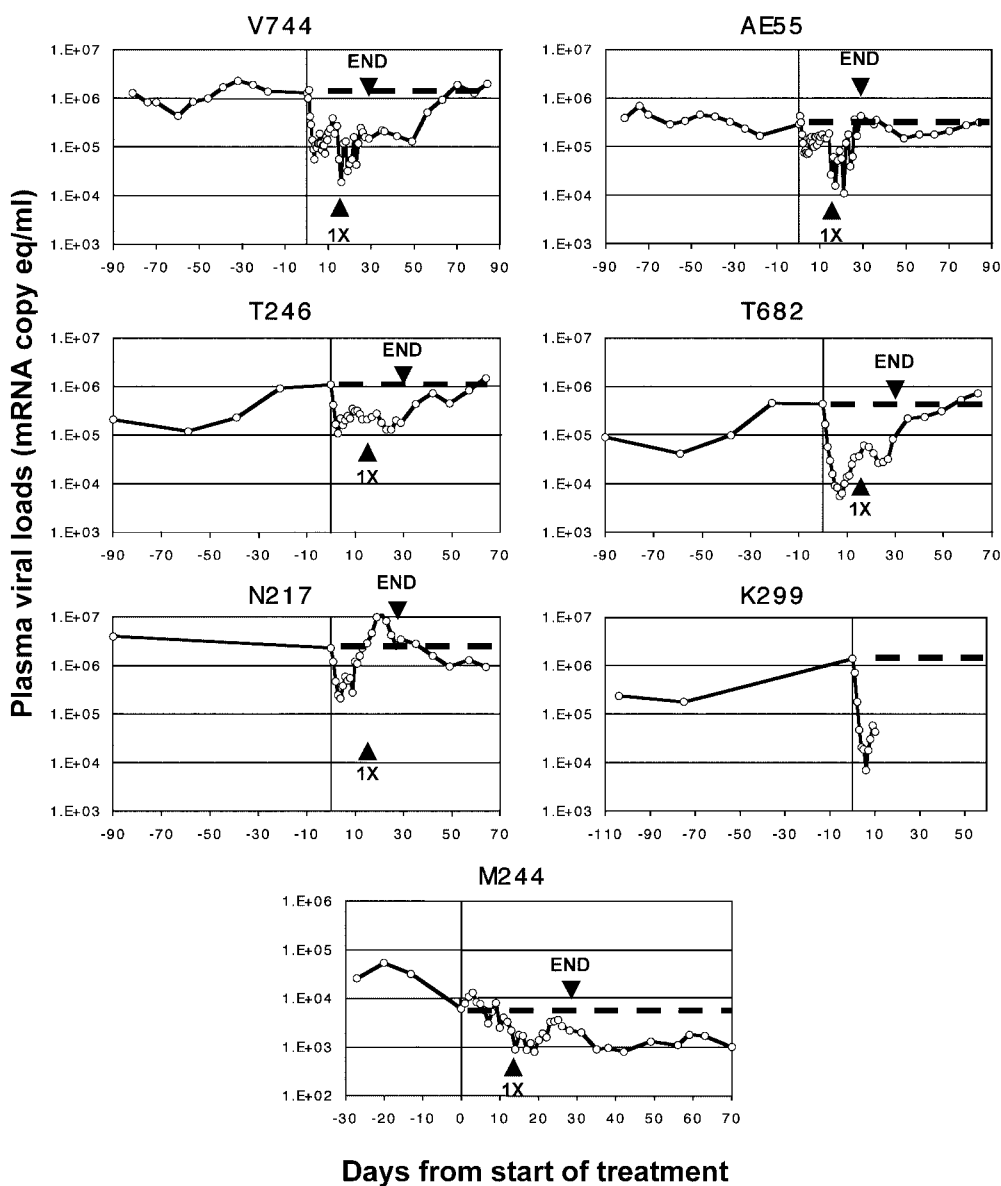 V744
AE55
1.E+07
1.E+06
1.E+05
1.E+04
1.E+03
END
1X
-90 -70 -50 -30 -10 10 30 50 70 90
1.E+07
1.E+06
1.E+05
1.E+04
1.E+03
END
1X
-90 -70 -50 -30 -10 10 30 50 70 90
T246
T682
1.E+07
1.E+06
1.E+05
1.E+04
1.E+03
END
1X
-90 -70 -50 -30 -10 10 30 50 70
1.E+07
1.E+06
1.E+05
1.E+04
1.E+03
END
1X
-90 -70 -50 -30 -10 10 30 50 70
N217
K299
1.E+07
1.E+06
1.E+05
1.E+04
1.E+03
END
1X
-90 -70 -50 -30 -10 10 30 50 70
1.E+07
1.E+06
1.E+05
1.E+04
1.E+03
-110 -90 -70 -50 -30 -10 10 30 50
M244
1.E+06
1.E+05
1.E+04
1.E+03
1.E+02
END
1X
-30 -20 -10 0 10 20 30 40 50 60 70
Plasma viral loads (mRNA copy eq/ml)
Days from start of treatment